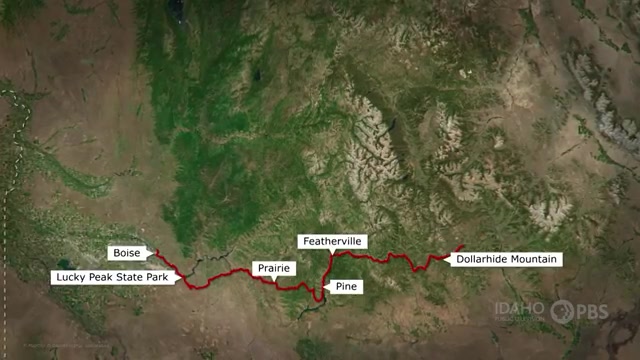 Boise
Featherville
Lucky Peak State Park
Prairie
Dollarhide Mountain
Pine
IDAHO
PBS